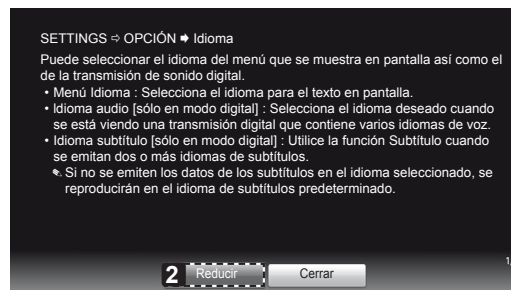 SETTINGS ⇨ OPCIÓN ➡ Idioma
Puede seleccionar el idioma del menú que se muestra en pantalla así como el
de la transmisión de sonido digital.
• Menú Idioma : Selecciona el idioma para el texto en pantalla.
• Idioma audio [sólo en modo digital] : Selecciona el idioma deseado cuando
se está viendo una transmisión digital que contiene varios idiomas de voz.
• Idioma subtítulo [sólo en modo digital] : Utilice la función Subtítulo cuando
se emitan dos o más idiomas de subtítulos.
✎ Si no se emiten los datos de los subtítulos en el idioma seleccionado, se
reproducirán en el idioma de subtítulos predeterminado.
2 Reducir Cerrar